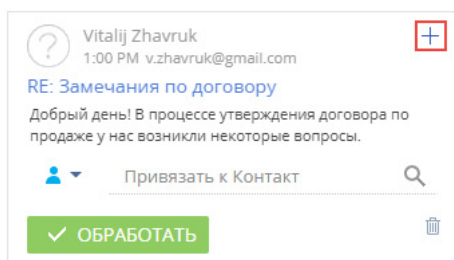 Vitalij Zhavruk
1:00 PM v.zhavruk@gmail.com
RE: Замечания по договору
Добрый день! В процессе утверждения договора по
продаже у нас возникли некоторые вопросы.
Привязать к Контакт
ОБРАБОТАТЬ